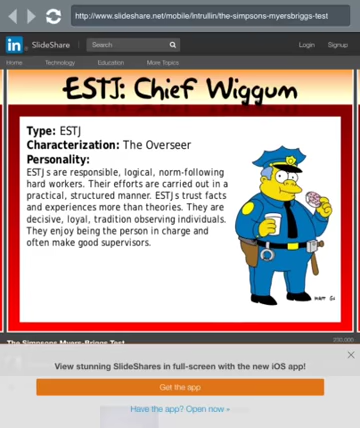 http://www.slideshare.net/mobile/lntrullin/the-simpsons-myersbriggs-test
in SlideShare Search Login Signup
Home Technology Education More Topics
ESTJ: Chief Wiggum
Type: ESTJ
Characterization: The Overseer
Personality:
ESTJs are responsible, logical, norm-following
hard workers. Their efforts are carried out in a
practical, structured manner. ESTJs trust facts
and experiences more than theories. They are
decisive, loyal, tradition observing individuals.
They enjoy being the person in charge and
often make good supervisors.
The Simpsons Myers-Briggs Test
View stunning SlideShares in full-screen with the new iOS app!
Get the app
Have the app? Open now »